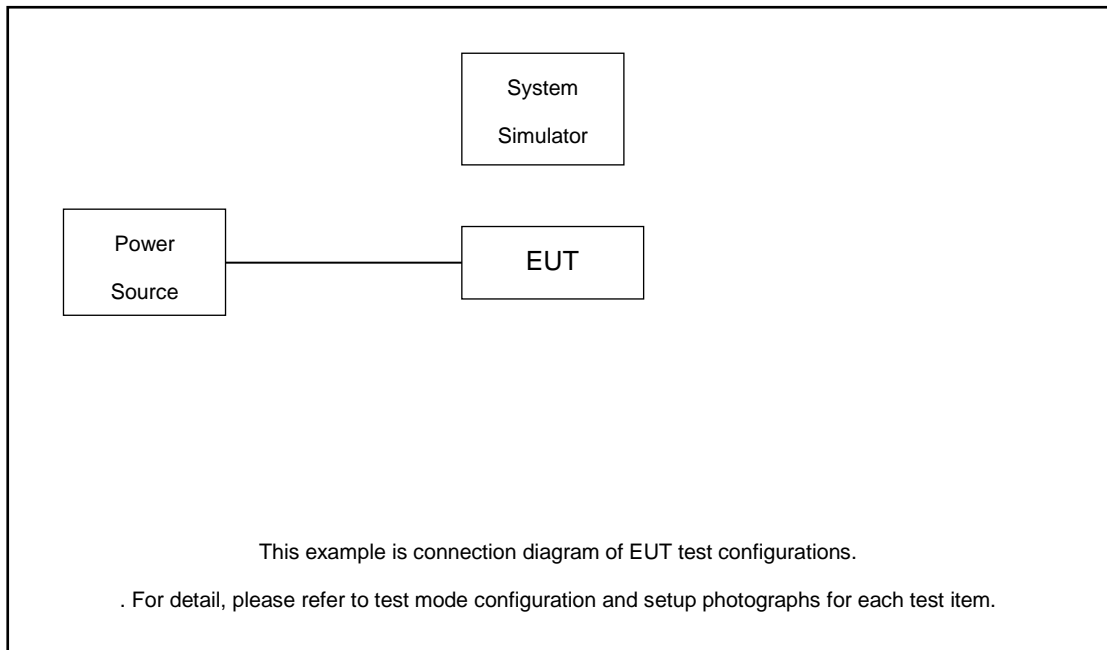 System
Simulator
Power
Source
EUT
This example is connection diagram of EUT test configurations.
. For detail, please refer to test mode configuration and setup photographs for each test item.